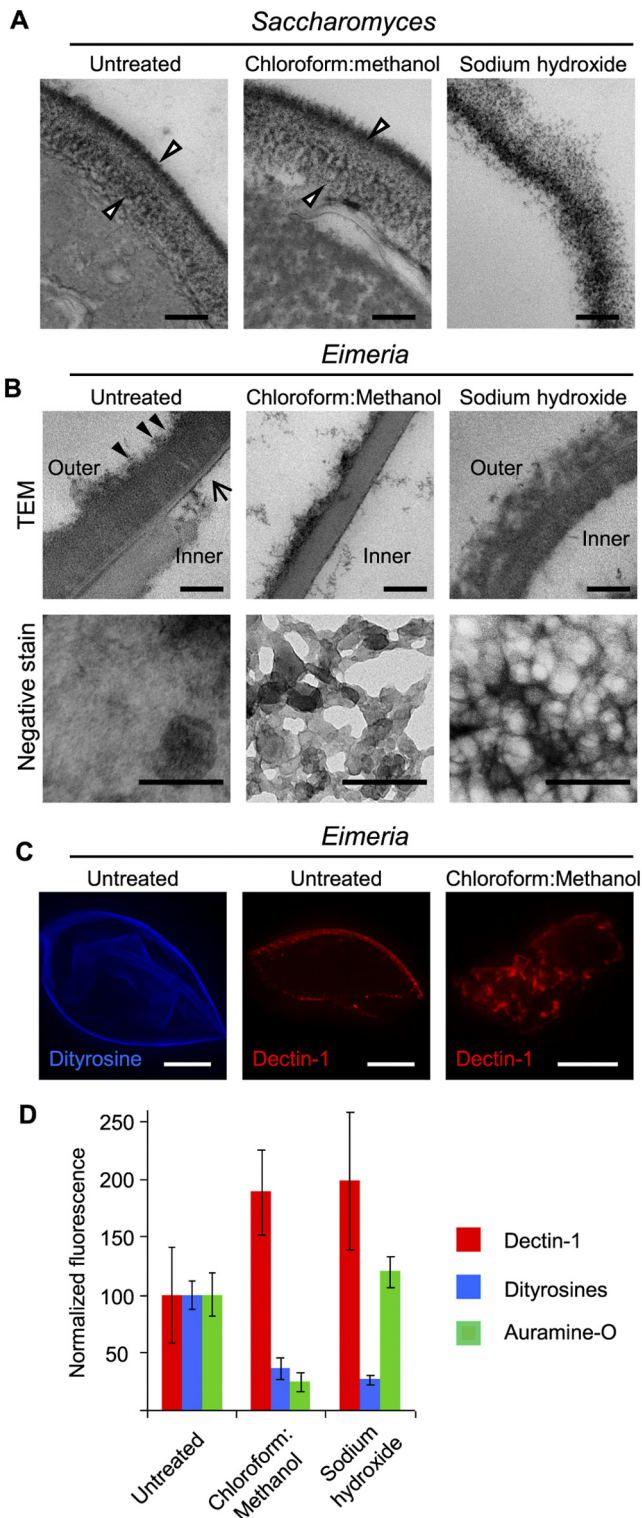 A
Saccharomyces
Untreated
Chloroform:methanol
Sodium hydroxide
Eimeria
B
Untreated
Chloroform:Methanol
Sodium hydroxide
TEM
Outer
Inner
Inner
Outer
Inner
Negative stain
Eimeria
C
Untreated
Untreated
Chloroform:Methanol
Dityrosine
Dectin-1
Dectin-1
D
Normalized fluorescence
250
200
150
100
50
Untreated
Chloroform:
Methanol
Sodium
hydroxide
Dectin-1
Dityrosines
Auramine-O